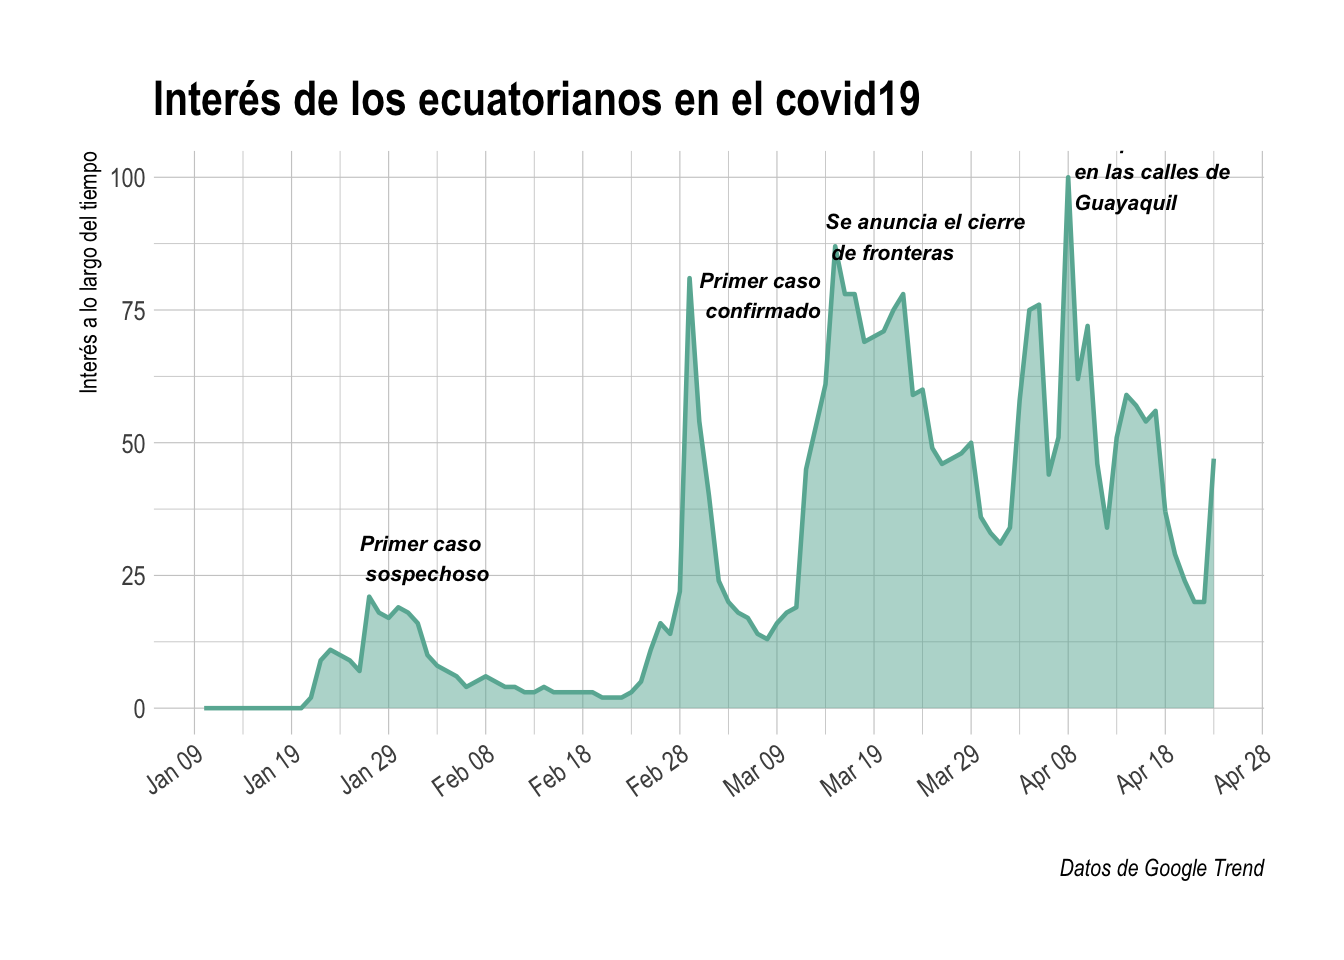 Interés de los ecuatorianos en el covid19
Interés a lo largo del tiempo
100
75
50
25
0
en las calles de
Guayaquil
Se anuncia el cierre
de fronteras
Primer caso
confirmado
Primer caso
sospechoso
Jan 09
Jan 19
Jan 29
Feb 08
Feb 18
Feb 28
Mar 09
Mar 19
Mar 29
Apr 08
Apr 18
Apr 28
Datos de Google Trend